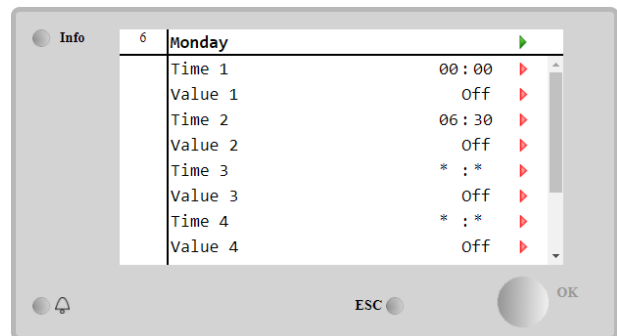 Info
6 Monday
Time 1 00:00
Value 1 Off
Time 2 06:30
Value 2 Off
Time 3 * :*
Value 3 Off
Time 4 * :*
Value 4 Off
ESC
OK